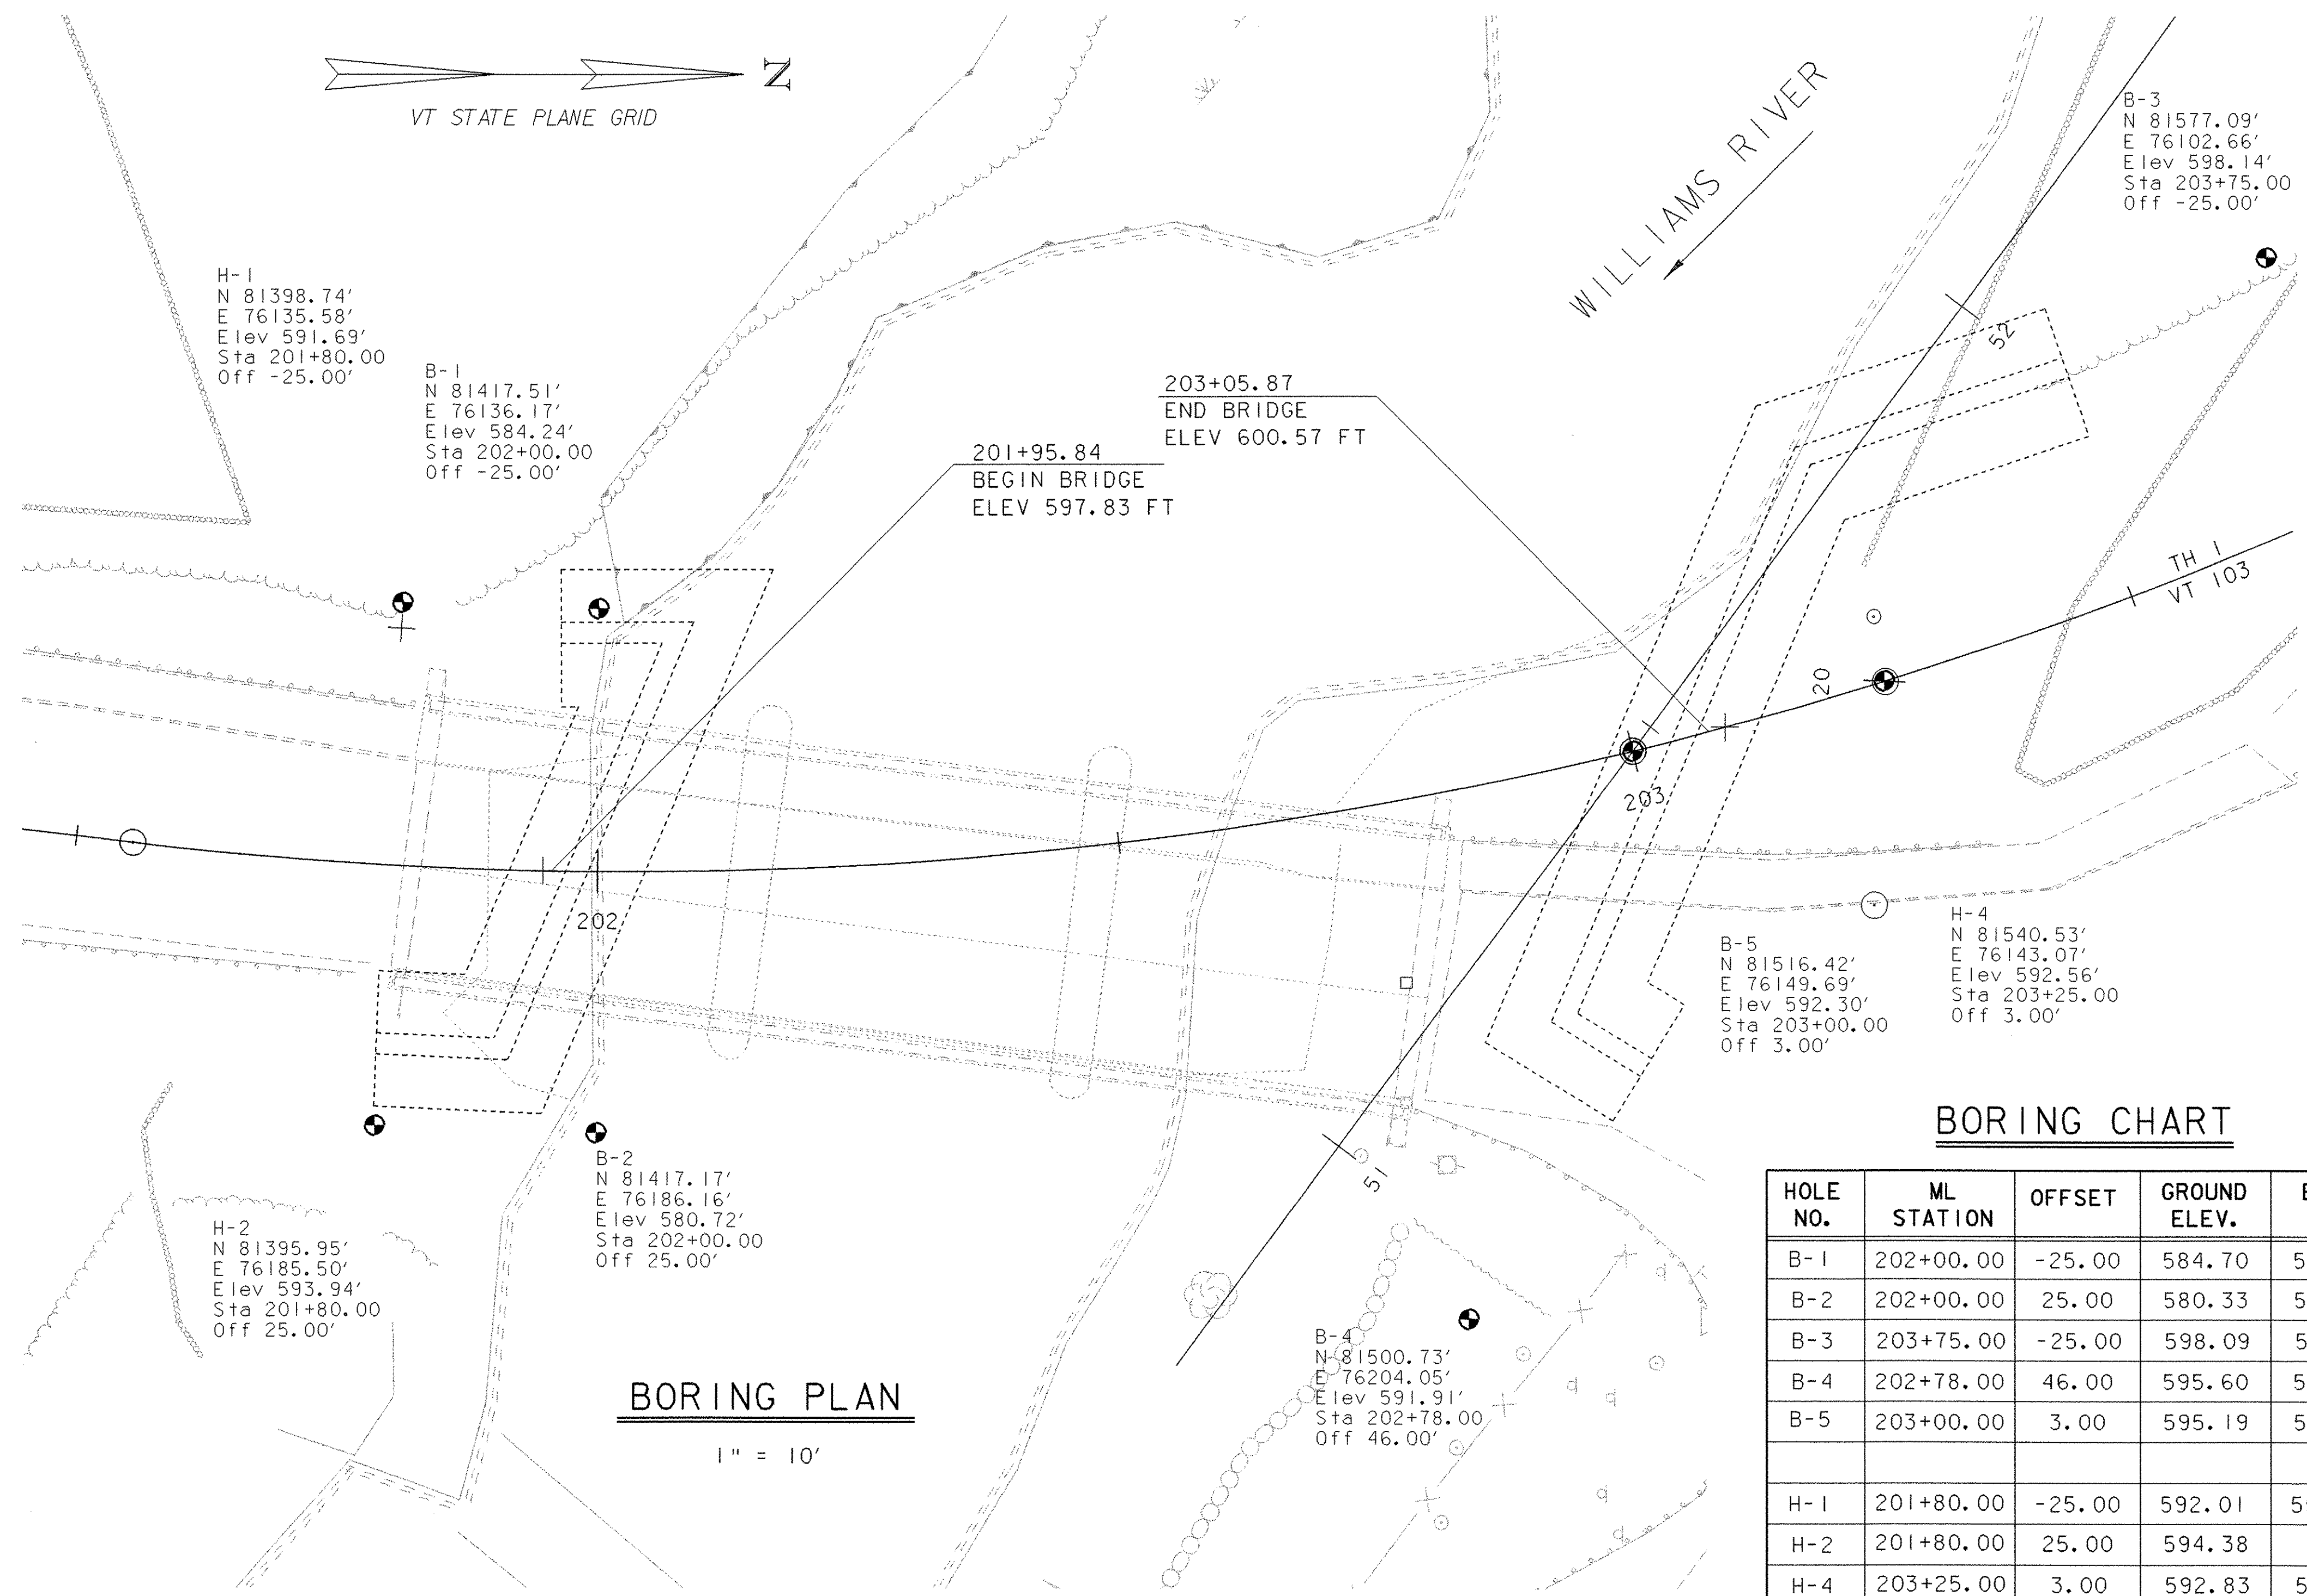 N
VT STATE PLANE GRID
WILLIAMS RIVER
B-3
N 81577.09'
E 76102.66'
Elev 598.14'
Sta 203+75.00
Off -25.00'
H-1
N 81398.74'
E 76135.58'
Elev 591.69'
Sta 201+80.00
Off -25.00'
B-1
N 81417.51'
E 76136.17'
Elev 584.24'
Sta 202+00.00
Off -25.00'
203+05.87
END BRIDGE
ELEV 600.57 FT
201+95.84
BEGIN BRIDGE
ELEV 597.83 FT
52
TH 1
VT 103
20
203
202
51
B-5
N 81516.42'
E 76149.69'
Elev 592.30'
Sta 203+00.00
Off 3.00'
H-4
N 81540.53'
E 76143.07'
Elev 592.56'
Sta 203+25.00
Off 3.00'
B-2
N 81417.17'
E 76186.16'
Elev 580.72'
Sta 202+00.00
Off 25.00'
H-2
N 81395.95'
E 76185.50'
Elev 593.94'
Sta 201+80.00
Off 25.00'
B-4
N 81500.73'
E 76204.05'
Elev 591.91'
Sta 202+78.00
Off 46.00'
BORING PLAN
1" = 10'
BORING CHART
HOLE NO. ML STATION OFFSET GROUND ELEV.
B-1 202+00.00 -25.00 584.70
B-2 202+00.00 25.00 580.33
B-3 203+75.00 -25.00 598.09
B-4 202+78.00 46.00 595.60
B-5 203+00.00 3.00 595.19
H-1 201+80.00 -25.00 592.01
H-2 201+80.00 25.00 594.38
H-4 203+25.00 3.00 592.83